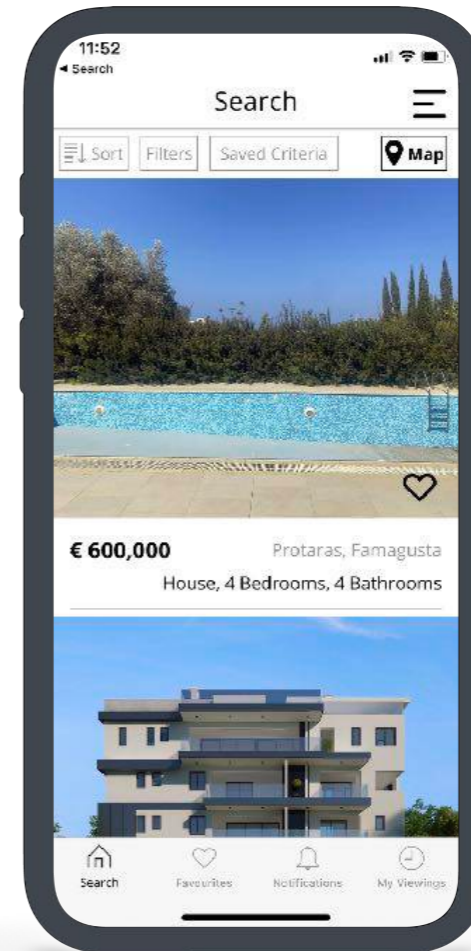 11:52
◄ Search
Search
Sort Filters Saved Criteria Map
€ 600,000 Protaras, Famagusta
House, 4 Bedrooms, 4 Bathrooms
Search Favourites Notifications My Viewings